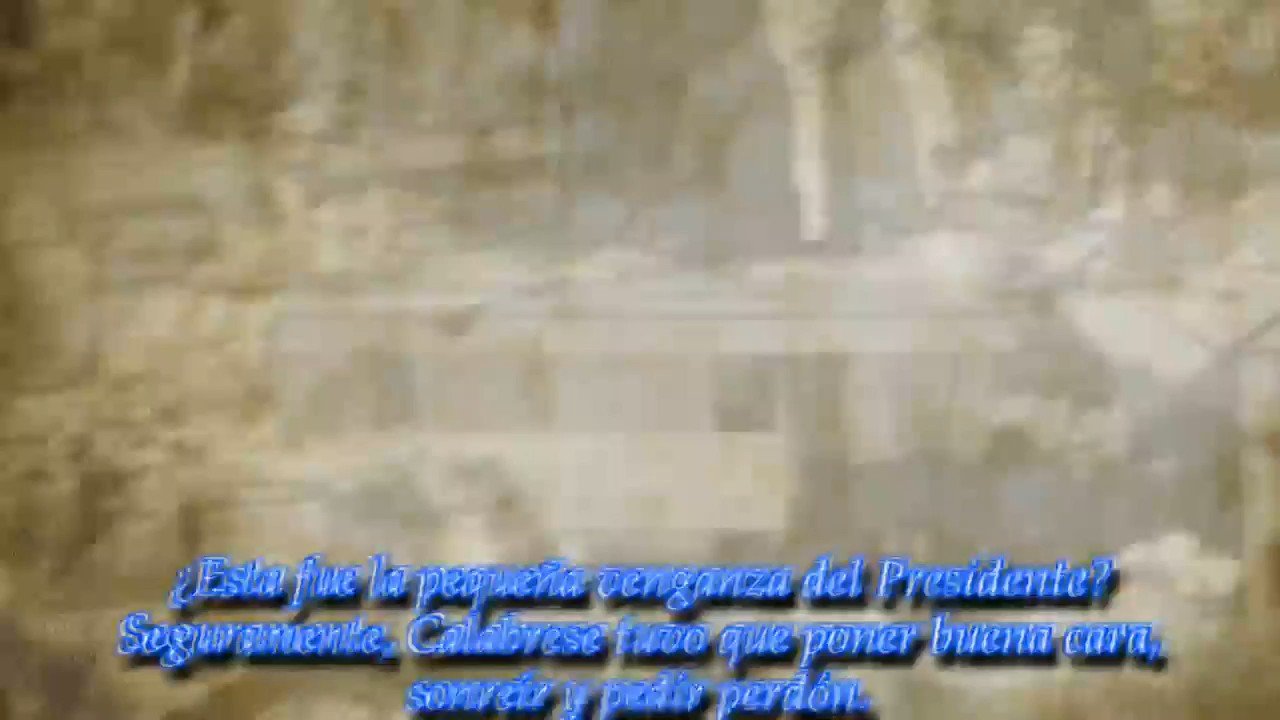 ¿Esta fue la pequeña venganza del Presidente?
Seguramente, Calabrese tuvo que poner buena cara,
sonreír y pedir perdón.